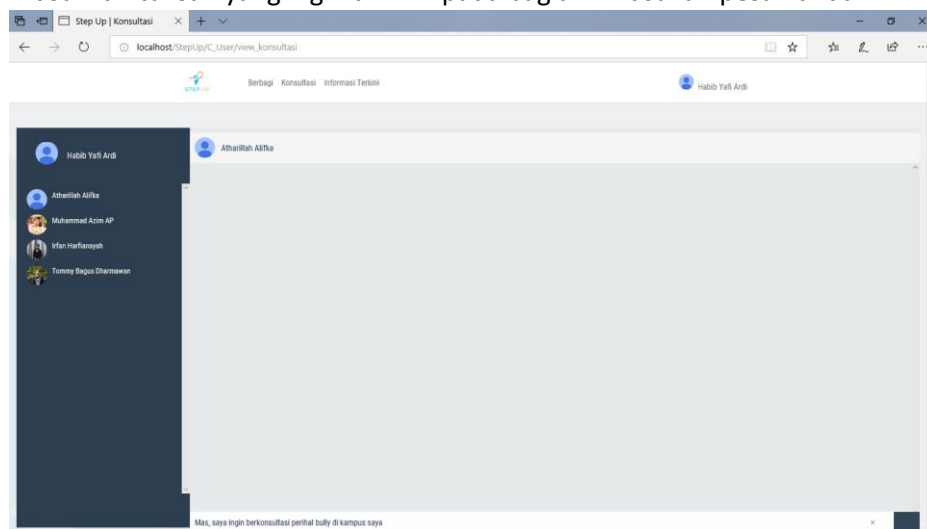 Step Up | Konsultasi
localhost/StepUp/C_User/view_konsultasi
STEP UP
Berbagi Konsultasi Informasi Terkini
Habib Yafi Ardi
Habib Yafi Ardi
Atharillah Alifka
Atharillah Alifka
Muhammad Azim AP
Irfan Harfiansyah
Tommy Bagus Dharmawan
Mas, saya ingin berkonsultasi perihal bully di kampus saya